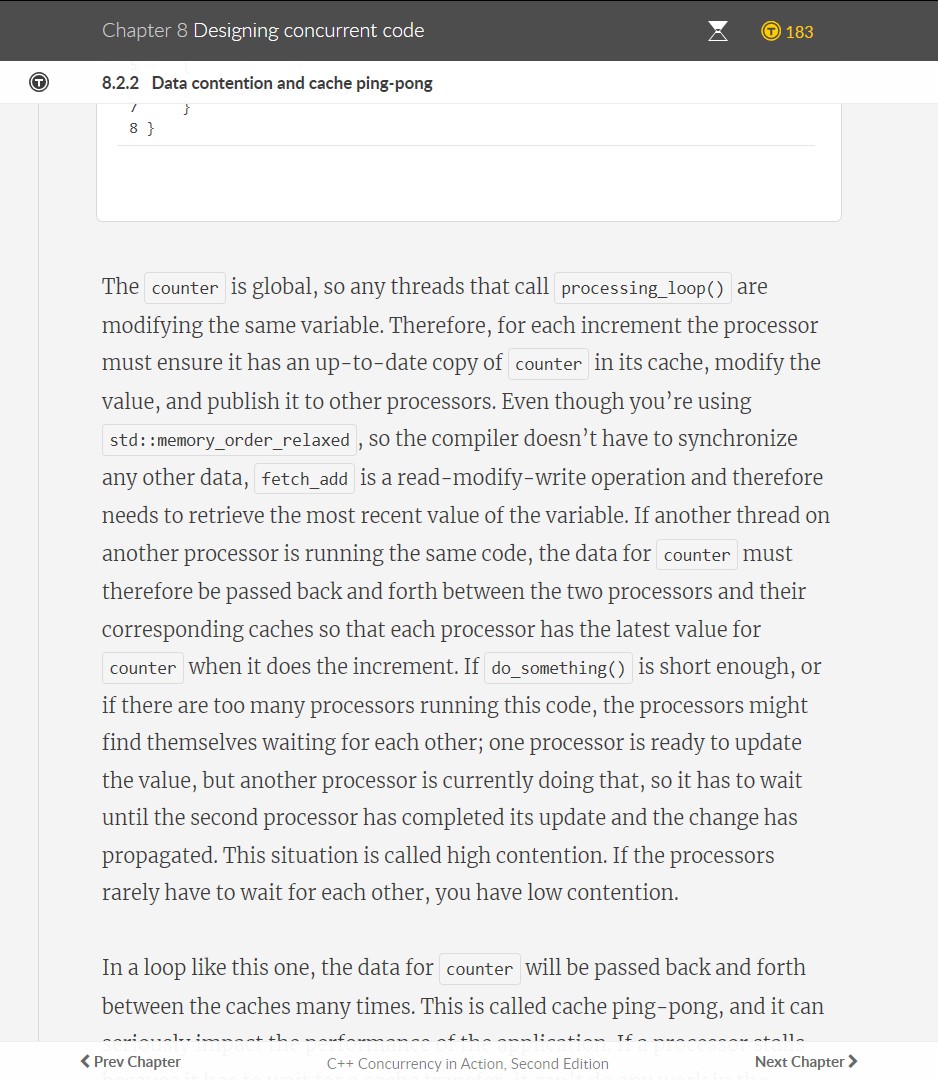 Chapter 8 Designing concurrent code
183
8.2.2 Data contention and cache ping-pong
7 }
8 }
The counter is global, so any threads that call processing_loop() are
modifying the same variable. Therefore, for each increment the processor
must ensure it has an up-to-date copy of counter in its cache, modify the
value, and publish it to other processors. Even though you’re using
std::memory_order_relaxed , so the compiler doesn’t have to synchronize
any other data, fetch_add is a read-modify-write operation and therefore
needs to retrieve the most recent value of the variable. If another thread on
another processor is running the same code, the data for counter must
therefore be passed back and forth between the two processors and their
corresponding caches so that each processor has the latest value for
counter when it does the increment. If do_something() is short enough, or
if there are too many processors running this code, the processors might
find themselves waiting for each other; one processor is ready to update
the value, but another processor is currently doing that, so it has to wait
until the second processor has completed its update and the change has
propagated. This situation is called high contention. If the processors
rarely have to wait for each other, you have low contention.
In a loop like this one, the data for counter will be passed back and forth
between the caches many times. This is called cache ping-pong, and it can
seriously impact the performance of the application. If a processor stalls
Prev Chapter
C++ Concurrency in Action, Second Edition
Next Chapter